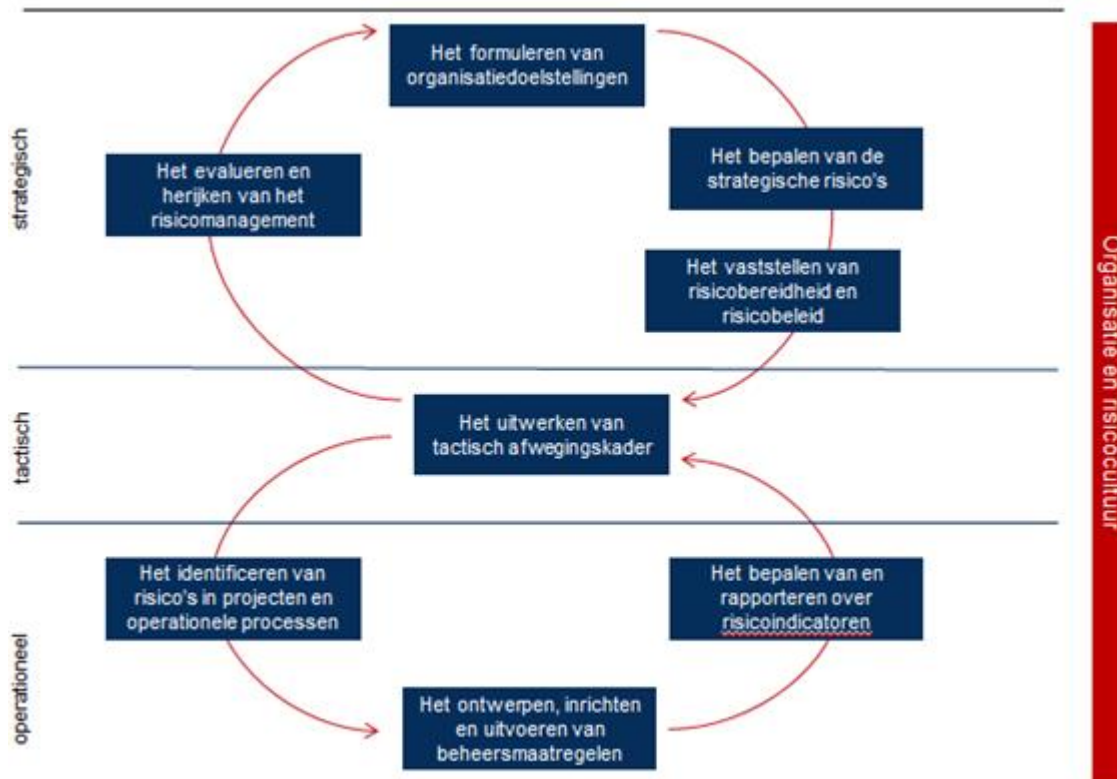 Het formuleren van
organisatiedoelstellingen
Het bepalen van de
strategische risico's
Het evalueren en
herijken van het
risicomanagement
Het vaststellen van
risicobereidheid en
risicobeleid
strategisch
Het uitwerken van
tactisch afwegingskader
tactisch
Het identificeren van
risico's in projecten en
operationele processen
Het bepalen van en
rapporteren over
risicoindicatoren
Het ontwerpen, inrichten
en uitvoeren van
beheersmaatregelen
operationeel
Organisatie en risicocultuur